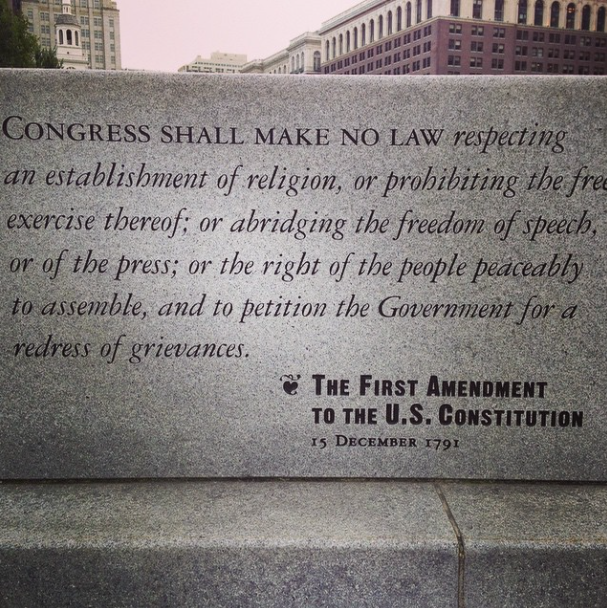 CONGRESS SHALL MAKE NO LAW respecting
an establishment of religion, or prohibiting the free
exercise thereof; or abridging the freedom of speech,
or of the press; or the right of the people peaceably
to assemble, and to petition the Government for a
redress of grievances.
THE FIRST AMENDMENT
TO THE U.S. CONSTITUTION
15 DECEMBER 1791